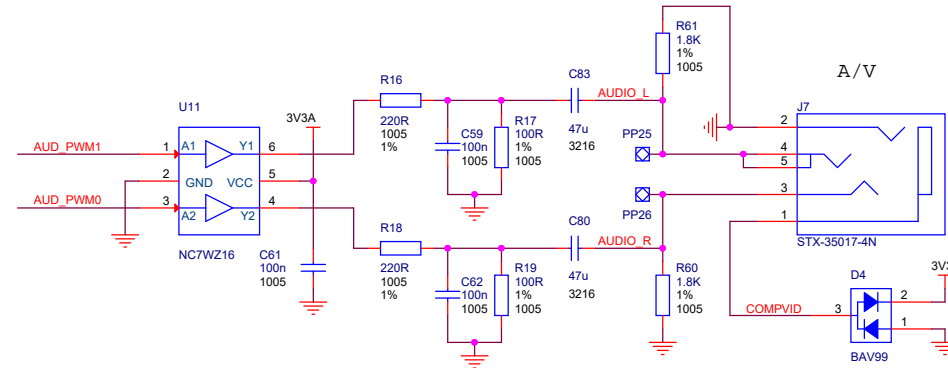 R61
1.8K
1%
1005
A/V
R16
C83
AUDIO_L
J7
U11
3V3A
220R
1005
1%
C59
100n
1005
R17
100R
1%
1005
47u
3216
PP25
2
4
5
3
1
STX-35017-4N
AUD_PWM1
1
A1
Y1
6
2
GND
VCC
5
AUD_PWM0
3
A2
Y2
4
NC7WZ16
C61
100n
1005
PP26
R18
C80
AUDIO_R
220R
1005
1%
C62
100n
1005
R19
100R
1%
1005
47u
3216
R60
1.8K
1%
1005
D4
COMPVID
3
2
1
BAV99